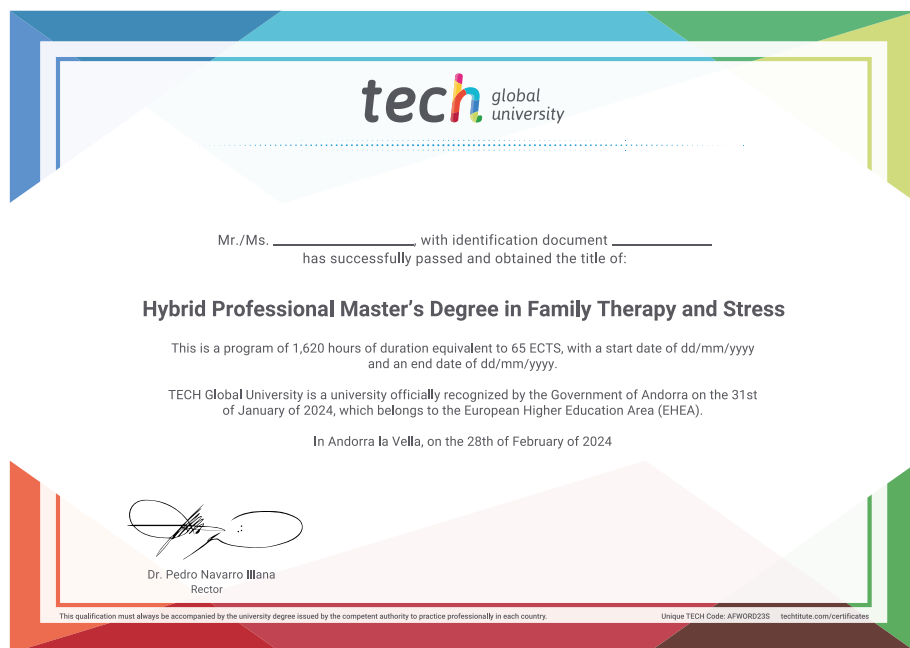 tech global
university
Mr./Ms. ________________, with identification document ____________
has successfully passed and obtained the title of:
Hybrid Professional Master’s Degree in Family Therapy and Stress
This is a program of 1,620 hours of duration equivalent to 65 ECTS, with a start date of dd/mm/yyyy
and an end date of dd/mm/yyyy.
TECH Global University is a university officially recognized by the Government of Andorra on the 31st
of January of 2024, which belongs to the European Higher Education Area (EHEA).
In Andorra la Vella, on the 28th of February of 2024
Dr. Pedro Navarro Illana
Rector
This qualification must always be accompanied by the university degree issued by the competent authority to practice professionally in each country.
Unique TECH Code: AFWORD23S techtitute.com/certificates